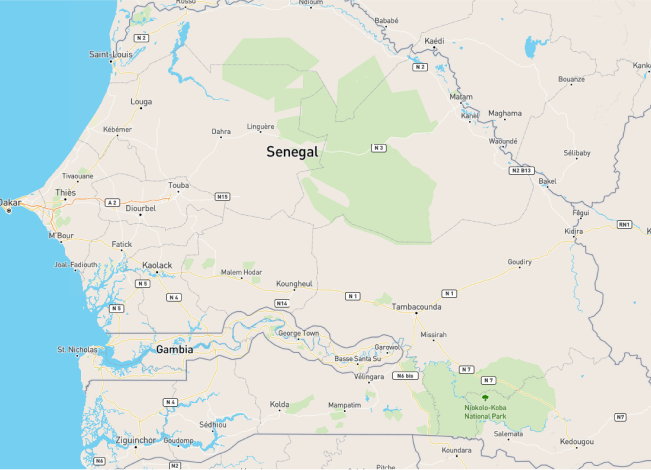 Rosso
Ndioum
Bababé
N 2
Kaédi
Saint-Louis
N 2
Bouanze
Louga
Matam
Maghama
Kanel
Kébémer
Dahra
Linguère
Waoundé
Senegal
N 3
Sélibaby
N2 B13
Tivaouane
Bakel
Thiès
Touba
N15
A 2
Dakar
Diourbel
Fégui
M'Bour
RN1
Kidira
Fatick
Joal-Fadiouth
Kaolack
Goudiry
Malem Hodar
N 5
Koungheul
N 4
N 1
N 1
N14
N 5
Tambacounda
George Town
Missirah
St. Nicholas
Gambia
Garowol
Basse Santa Su
N 7
Vélingara
N6 bis
N 7
Niokolo-Koba
National Park
N 4
Kolda
Mampatim
Sédhiou
N7
Salemata
Ziguinchor
Goudomp
Kedougou
Koundara
N6
N2